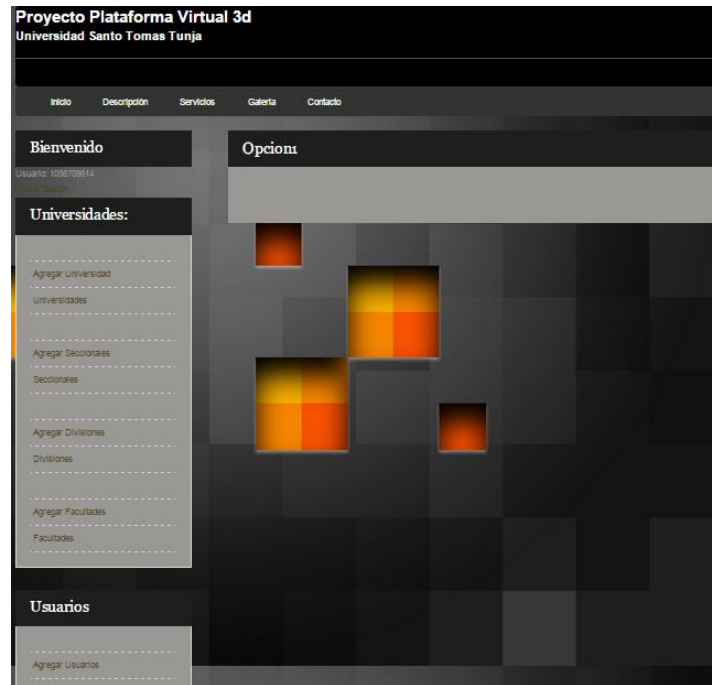 Proyecto Plataforma Virtual 3d
Universidad Santo Tomas Tunja
Inicio Descripción Servicios Galeria Contacto
Bienvenido
Usuario: 1056708614
Universidades:
Agregar Universidad
Universidades
Agregar Seccionales
Seccionales
Agregar Divisiones
Divisiones
Agregar Facultades
Facultades
Usuarios
Agregar Usuarios
Opcion1